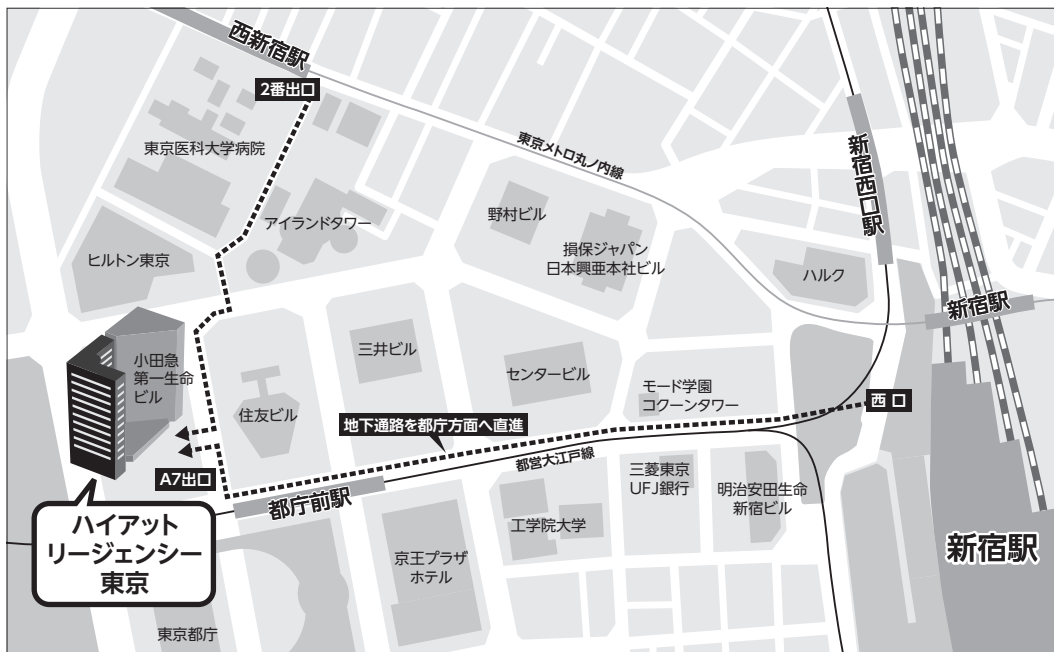 西新宿駅
2番出口
東京医科大学病院
東京メトロ丸ノ内線
新宿西口駅
アイランドタワー
野村ビル
損保ジャパン
日本興亜本社ビル
ヒルトン東京
ハルク
新宿駅
小田急
第一生命
ビル
三井ビル
センタービル
モード学園
コクーンタワー
西口
住友ビル
地下通路を都庁方面へ直進
都営大江戸線
A7出口
都庁前駅
三菱東京
UFJ銀行
明治安田生命
新宿ビル
工学院大学
ハイアット
リージェンシー
東京
京王プラザ
ホテル
新宿駅
東京都庁